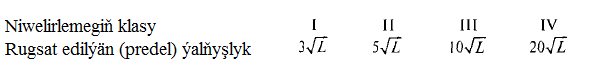 Niwelirlemegiň klasy I II III IV
Rugsat edilýän (predel) ýalňyşlyk 3√L 5√L 10√L 20√L